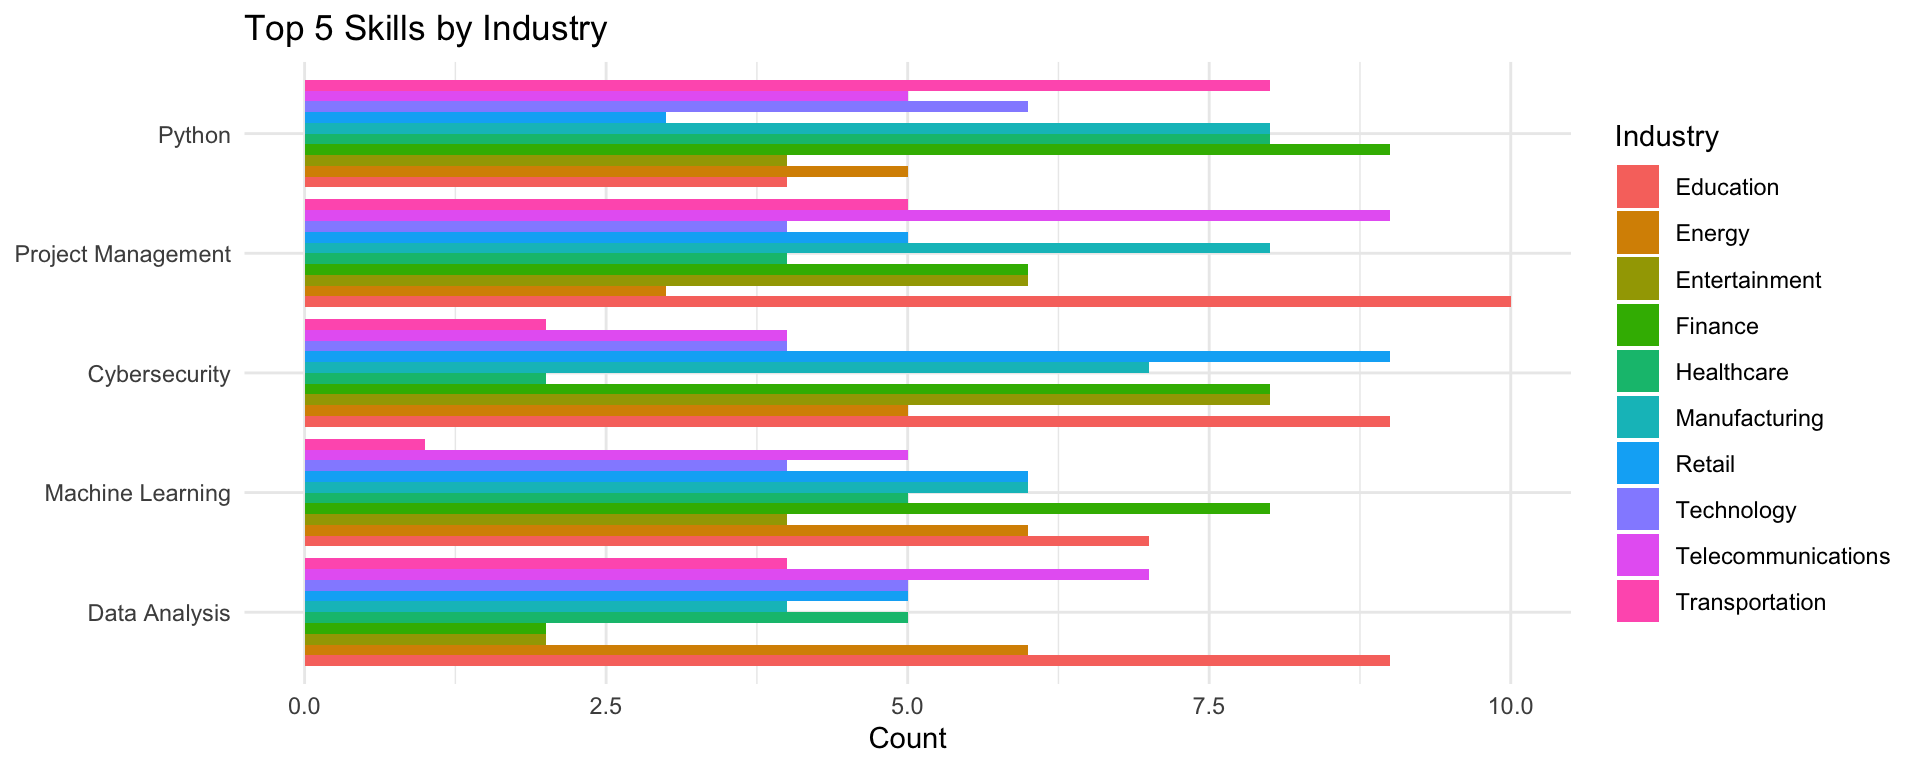 Top 5 Skills by Industry
Python
Project Management
Cybersecurity
Machine Learning
Data Analysis
0.0
2.5
5.0
7.5
10.0
Count
Industry
Education
Energy
Entertainment
Finance
Healthcare
Manufacturing
Retail
Technology
Telecommunications
Transportation